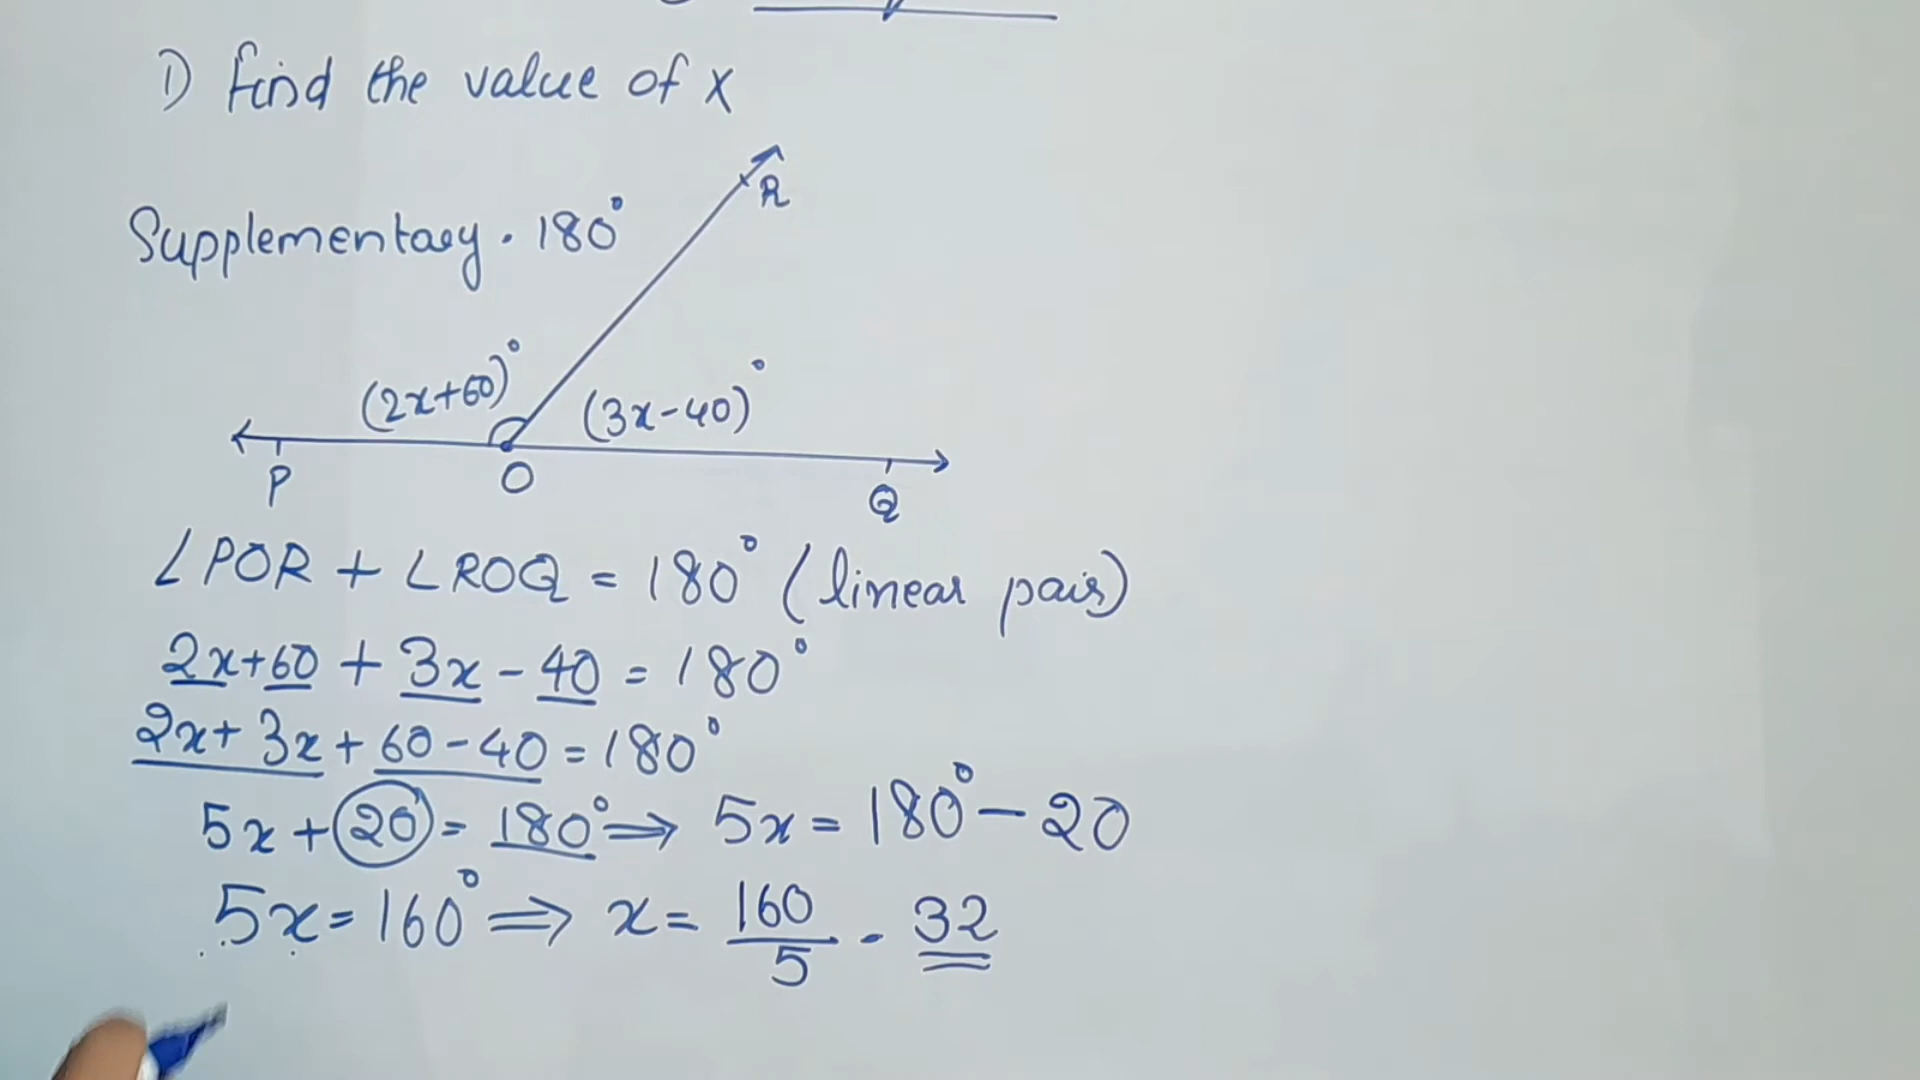 1) find the value of x
R
Supplementary . 180°
(2x+60)°
(3x-40)°
P
O
Q
∠POR + ∠ROQ = 180° (linear pair)
2x+60 + 3x - 40 = 180°
2x+ 3x + 60 - 40 = 180°
5x + 20 = 180° ⟹ 5x = 180° - 20
5x = 160° ⟹ x = 160/5 - 32